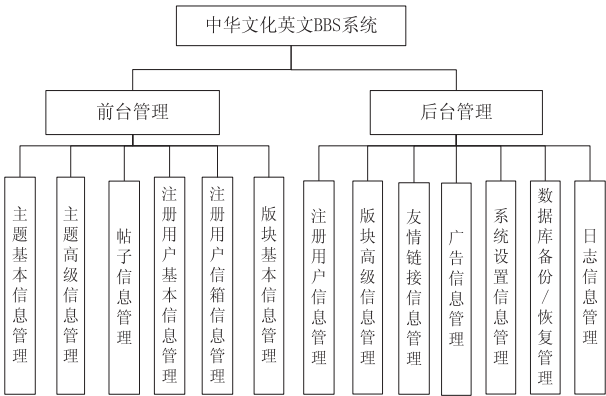 中华文化英文BBS系统
前台管理
后台管理
主题基本信息管理
主题高级信息管理
帖子信息管理
注册用户基本信息管理
注册用户信箱信息管理
版块基本信息管理
注册用户信息管理
版块高级信息管理
友情链接信息管理
广告信息管理
系统设置信息管理
数据库备份/恢复管理
日志信息管理